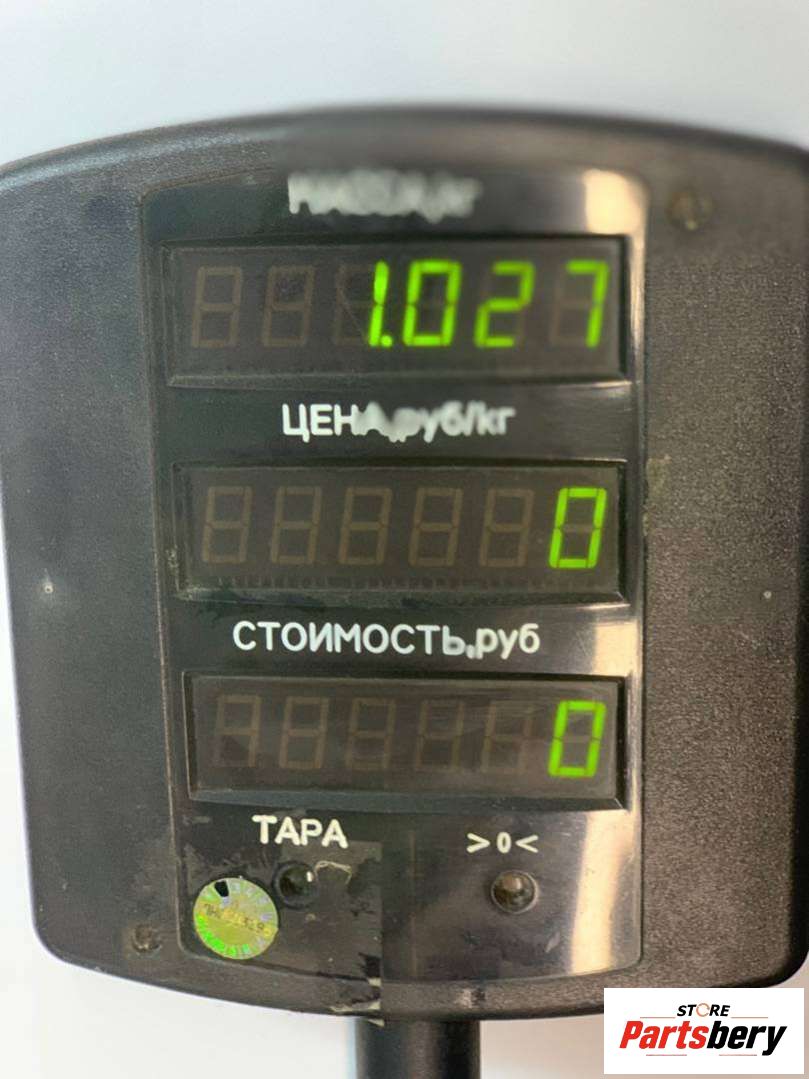 1.027
ЦЕНА,руб/кг
0
СТОИМОСТЬ,руб
0
ТАРА >0<
STORE
Partsbery